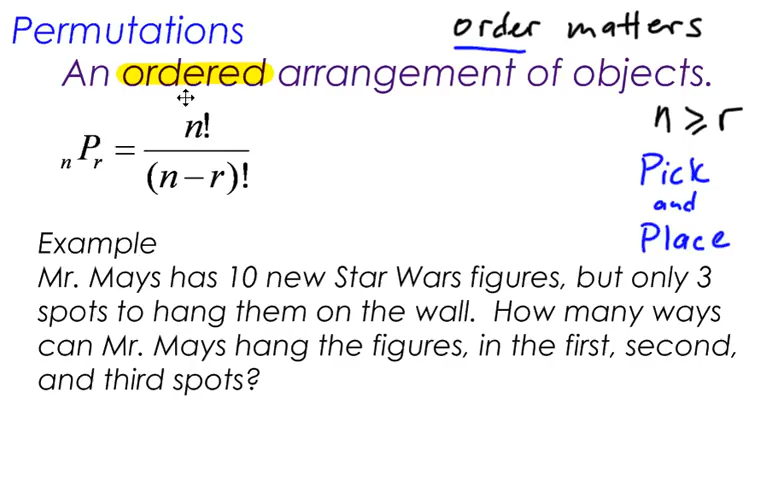 Permutations
order matters
An ordered arrangement of objects.
n ≥ r
nPr = n! / (n − r)!
Pick
and
Place
Example
Mr. Mays has 10 new Star Wars figures, but only 3
spots to hang them on the wall.  How many ways
can Mr. Mays hang the figures, in the first, second,
and third spots?